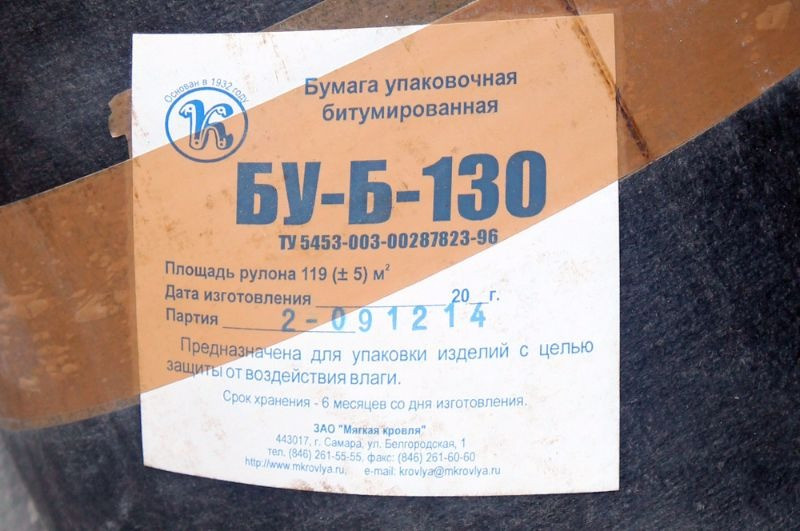 Основан в 1932 году
К
Бумага упаковочная
битумированная
БУ-Б-130
ТУ 5453-003-00287823-96
Площадь рулона 119 (± 5) м²
Дата изготовления ____________ 20__г.
Партия ____________ 2-091214
Предназначена для упаковки изделий с целью
защиты от воздействия влаги.
Срок хранения - 6 месяцев со дня изготовления.
ЗАО "Мягкая кровля"
443017, г. Самара, ул. Белгородская, 1
тел. (846) 261-55-55, факс: (846) 261-60-60
http://www.mkrovlya.ru, e-mail: krovlya@mkrovlya.ru